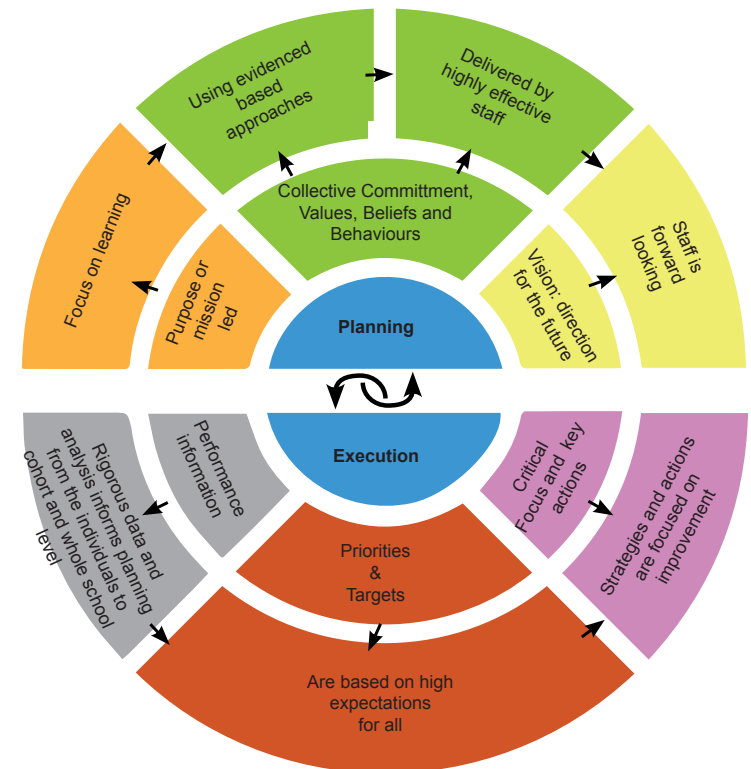 Using evidenced
based
approaches
Delivered by
highly effective
staff
Focus on learning
Purpose or
mission
led
Collective Committment,
Values, Beliefs and
Behaviours
Vision: direction
for the future
Staff is
forward
looking
Planning
Execution
Rigorous data and
analysis informs planning
from the individuals to
cohort and whole school
level
Performance
information
Priorities
&
Targets
Critical
Focus and key
actions
Strategies and actions
are focused on
improvement
Are based on high
expectations
for all